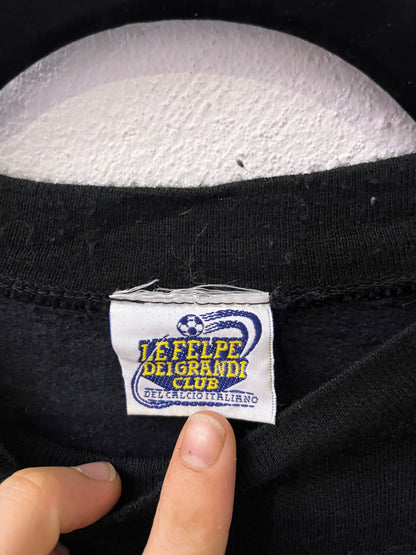 LE FELPE
DEI GRANDI
CLUB
DEL CALCIO ITALIANO